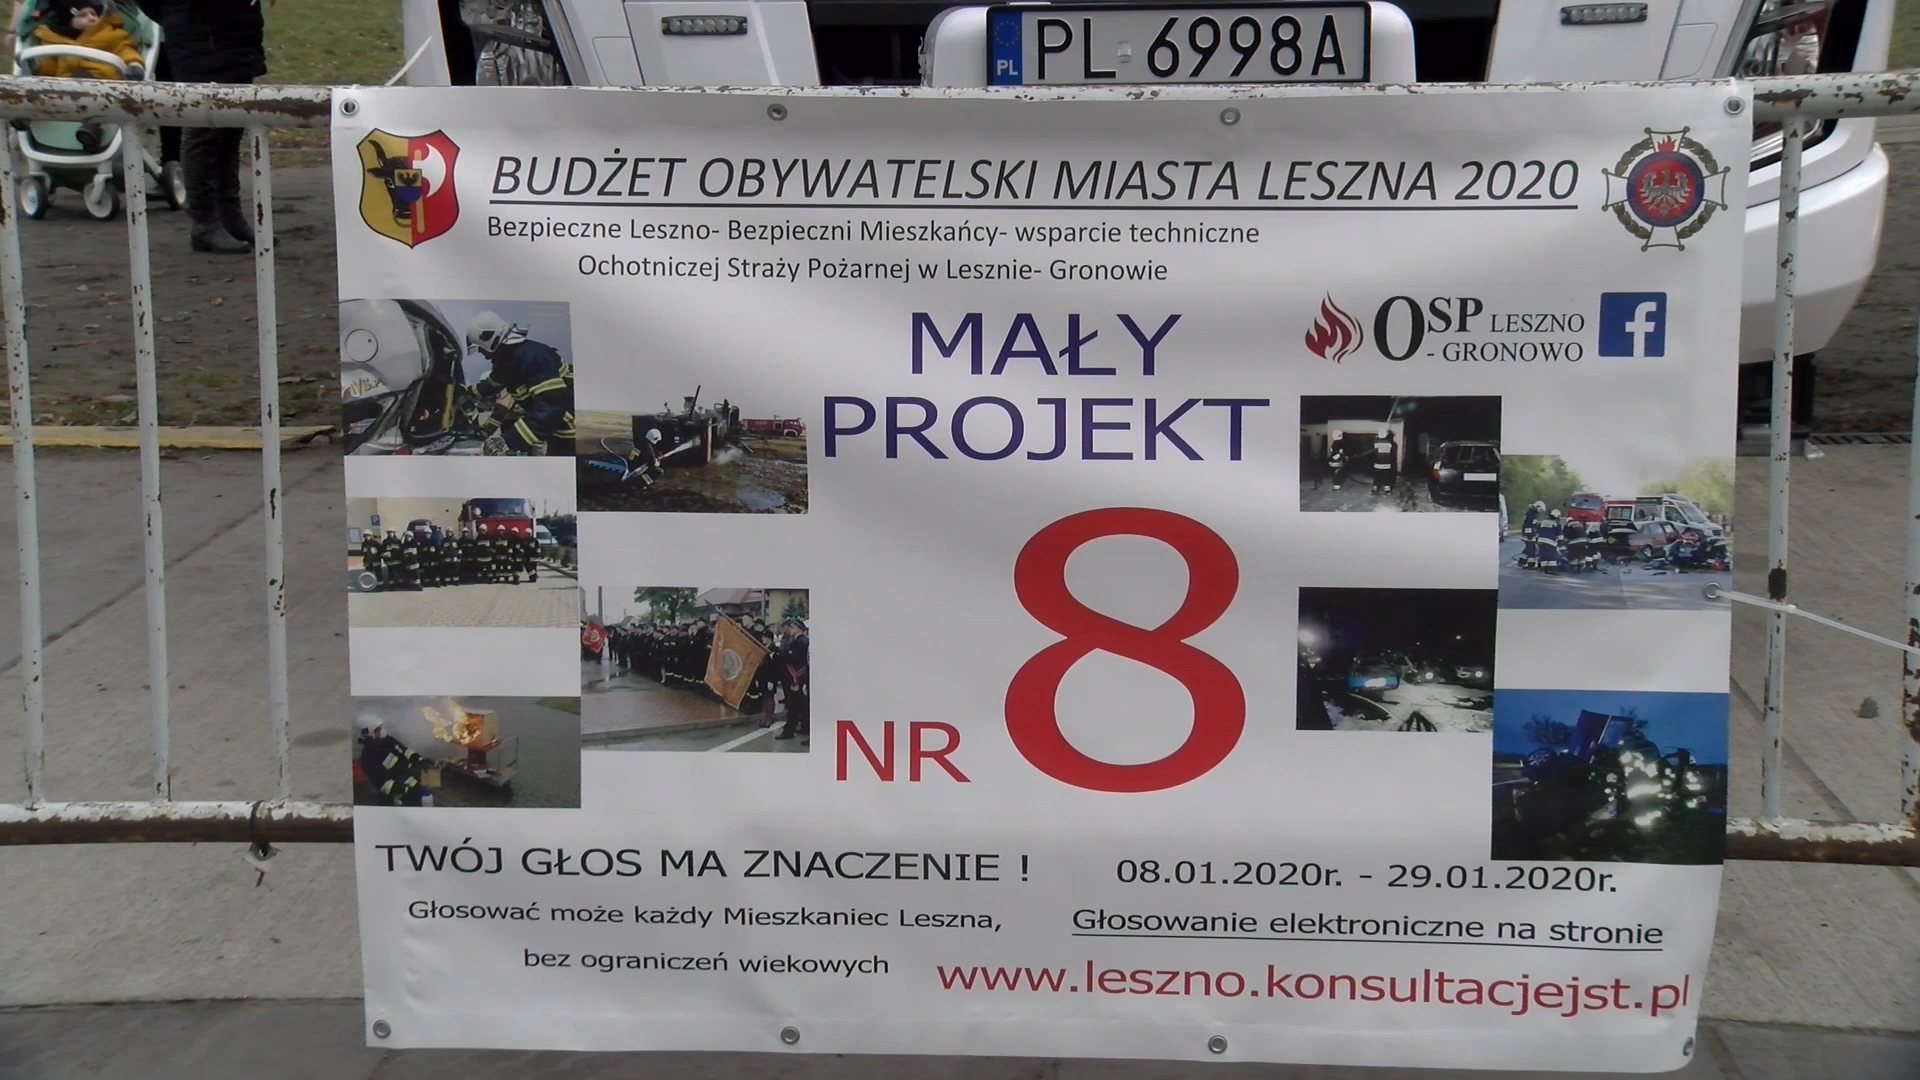 PL 6998A
PL
BUDŻET OBYWATELSKI MIASTA LESZNA 2020
Bezpieczne Leszno- Bezpieczni Mieszkańcy- wsparcie techniczne
Ochotniczej Straży Pożarnej w Lesznie- Gronowie
MAŁY
PROJEKT
NR 8
OSP LESZNO
- GRONOWO
f
TWÓJ GŁOS MA ZNACZENIE !
Głosować może każdy Mieszkaniec Leszna,
bez ograniczeń wiekowych
08.01.2020r. - 29.01.2020r.
Głosowanie elektroniczne na stronie
www.leszno.konsultacjejst.pl